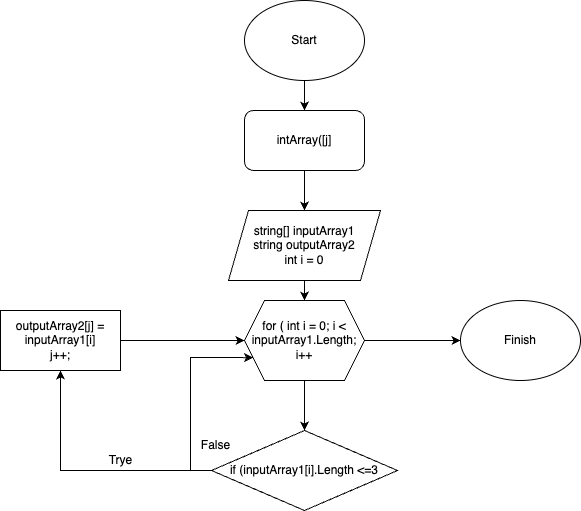 Start
intArray([j]
string[] inputArray1
string outputArray2
int i = 0
outputArray2[j] =
inputArray1[i]
j++;
for ( int i = 0; i <
inputArray1.Length;
i++
Finish
False
Trye
if (inputArray1[i].Length <=3